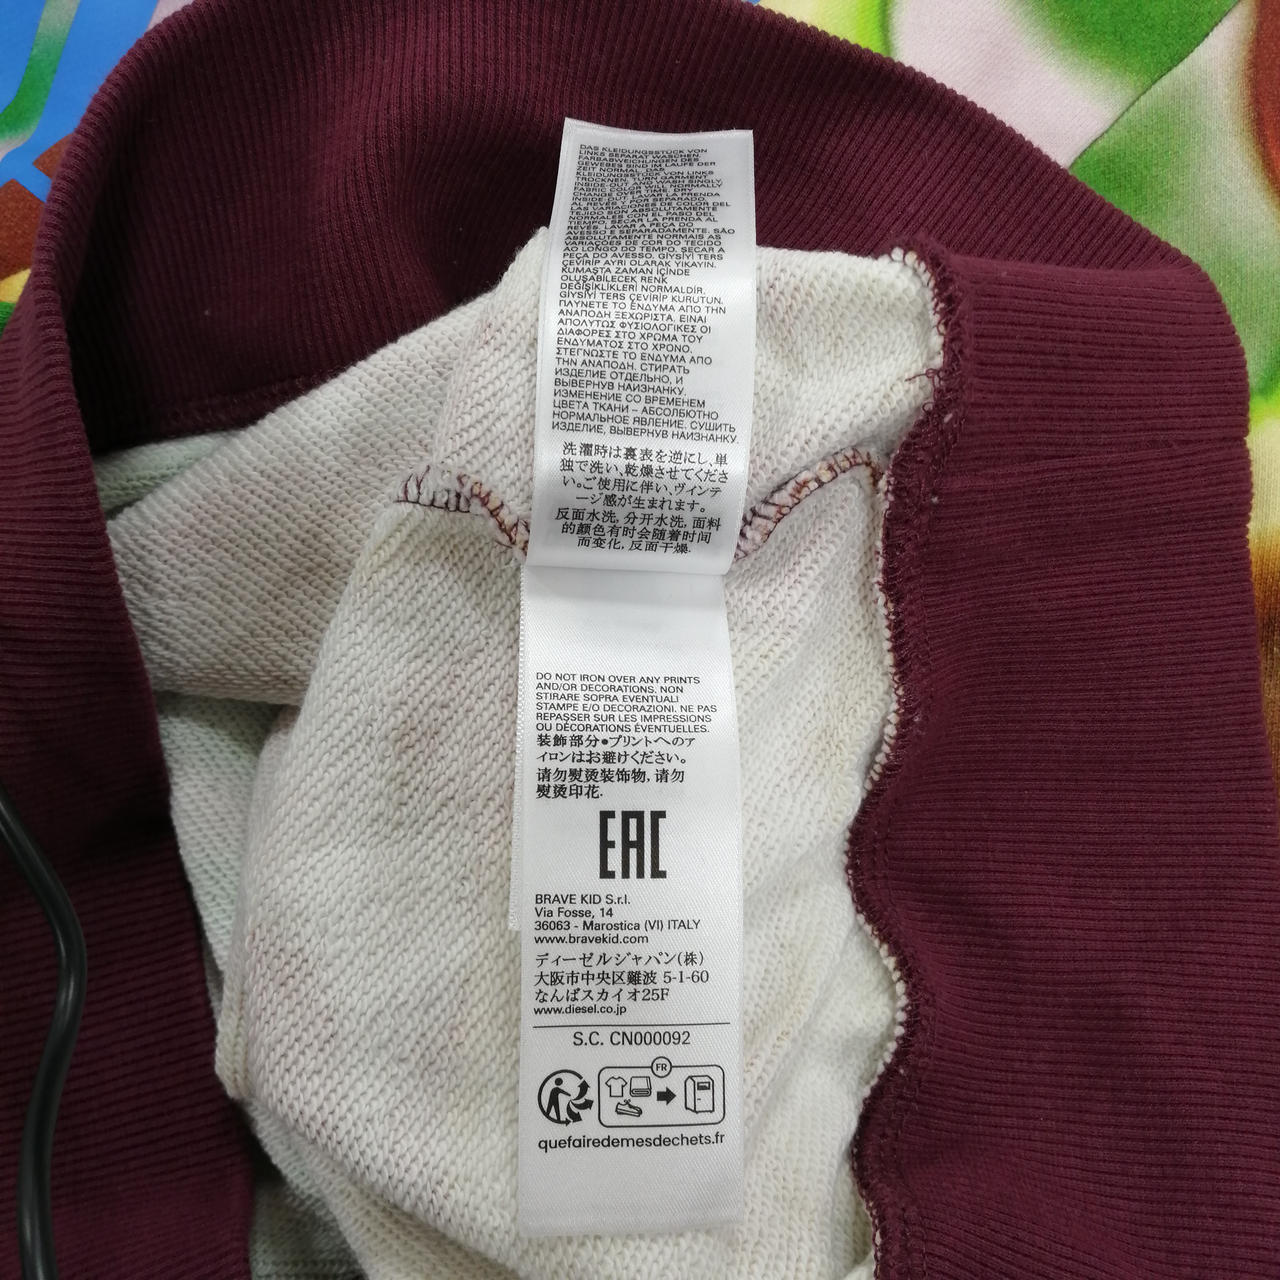 DAS KLEIDUNGSSTÜCK VON
LINKS SEPARAT WASCHEN.
FARBABWEICHUNGEN DES
GEWEBES SIND IM LAUFE DER
ZEIT NORMAL. DAS
KLEIDUNGSSTÜCK VON LINKS
TROCKNEN. TURN GARMENT
INSIDE-OUT & WASH SINGLY.
FABRIC COLOR WILL NORMALLY
CHANGE OVER TIME. DRY
INSIDE-OUT. LAVAR LA PRENDA
AL REVÉS Y POR SEPARADO.
LAS VARIACIONES DE COLOR DEL
TEJIDO SON ABSOLUTAMENTE
NORMALES CON EL PASO DEL
TIEMPO. SECAR LA PRENDA AL
REVÉS. LAVAR A PEÇA DO
AVESSO E SEPARADAMENTE. SÃO
ABSOLUTAMENTE NORMAIS AS
VARIAÇÕES DE COR DO TECIDO
AO LONGO DO TEMPO. SECAR A
PEÇA DO AVESSO. GİYSİYİ TERS
ÇEVİRİP AYRI OLARAK YIKAYIN.
KUMAŞTA ZAMAN İÇİNDE
OLUŞABİLECEK RENK
DEĞİŞİKLİKLERİ NORMALDİR.
GİYSİYİ TERS ÇEVİRİP KURUTUN.
ΠΛΥΝΕΤΕ ΤΟ ΕΝΔΥΜΑ ΑΠΟ ΤΗΝ
ΑΝΑΠΟΔΗ ΞΕΧΩΡΙΣΤΑ. ΕΙΝΑΙ
ΑΠΟΛΥΤΩΣ ΦΥΣΙΟΛΟΓΙΚΕΣ ΟΙ
ΔΙΑΦΟΡΕΣ ΣΤΟ ΧΡΩΜΑ ΤΟΥ
ΕΝΔΥΜΑΤΟΣ ΣΤΟ ΧΡΟΝΟ.
ΣΤΕΓΝΩΣΤΕ ΤΟ ΕΝΔΥΜΑ ΑΠΟ
ΤΗΝ ΑΝΑΠΟΔΗ. СТИРАТЬ
ИЗДЕЛИЕ ОТДЕЛЬНО, И
ВЫВЕРНУВ НАИЗНАНКУ.
ИЗМЕНЕНИЕ СО ВРЕМЕНЕМ
ЦВЕТА ТКАНИ – АБСОЛЮТНО
НОРМАЛЬНОЕ ЯВЛЕНИЕ. СУШИТЬ
ИЗДЕЛИЕ, ВЫВЕРНУВ НАИЗНАНКУ.
洗濯時は裏表を逆にし、単
独で洗い、乾燥させてくださ
い。ご使用に伴い、ヴィンテ
ージ感が生まれます。
反面水洗, 分开水洗, 面料
的颜色有时会随着时间
而变化, 反面干燥.
DO NOT IRON OVER ANY PRINTS
AND/OR DECORATIONS. NON
STIRARE SOPRA EVENTUALI
STAMPE E/O DECORAZIONI. NE PAS
REPASSER SUR LES IMPRESSIONS
OU DÉCORATIONS ÉVENTUELLES.
装飾部分•プリントへのア
イロンはお避けください。
请勿熨烫装饰物, 请勿
熨烫印花.
EAC
BRAVE KID S.r.l.
Via Fosse, 14
36063 - Marostica (VI) ITALY
www.bravekid.com
ディーゼルジャパン(株)
大阪市中央区難波 5-1-60
なんばスカイオ25F
www.diesel.co.jp
S.C. CN000092
FR
quefairedemesdechets.fr